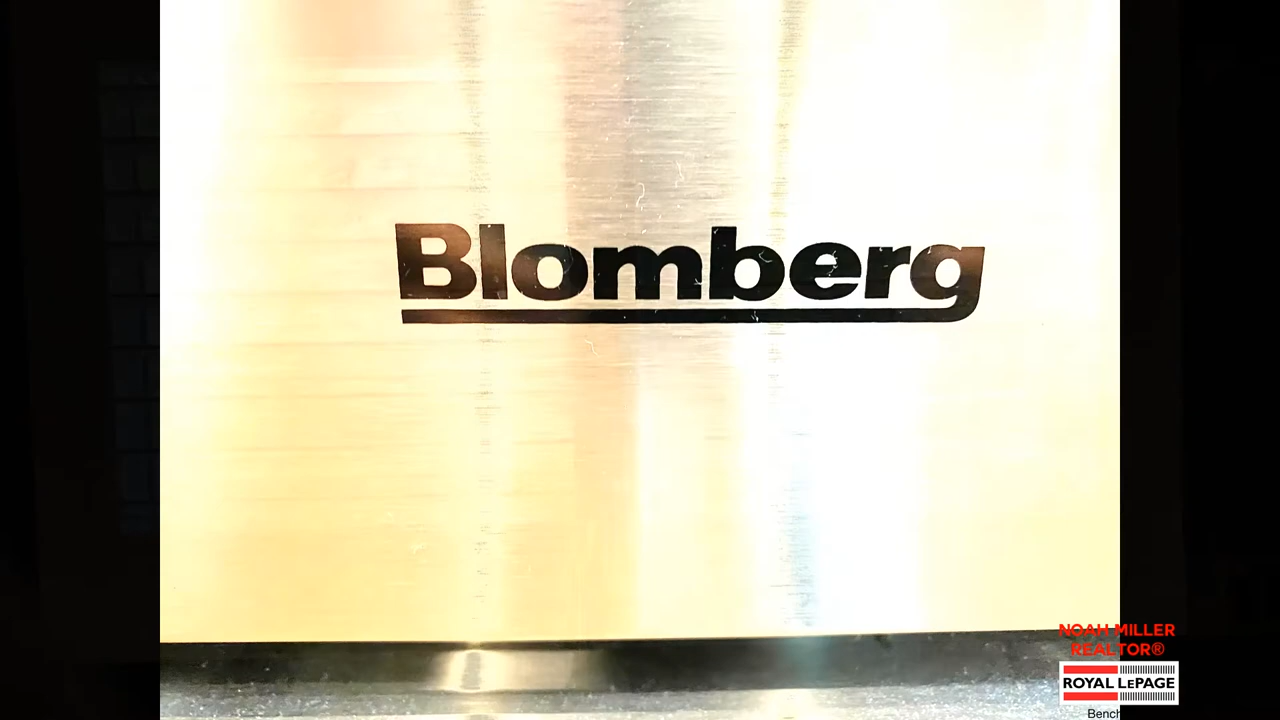 Blomberg
NOAH MILLER
REALTOR®
ROYAL LEPAGE
Bench